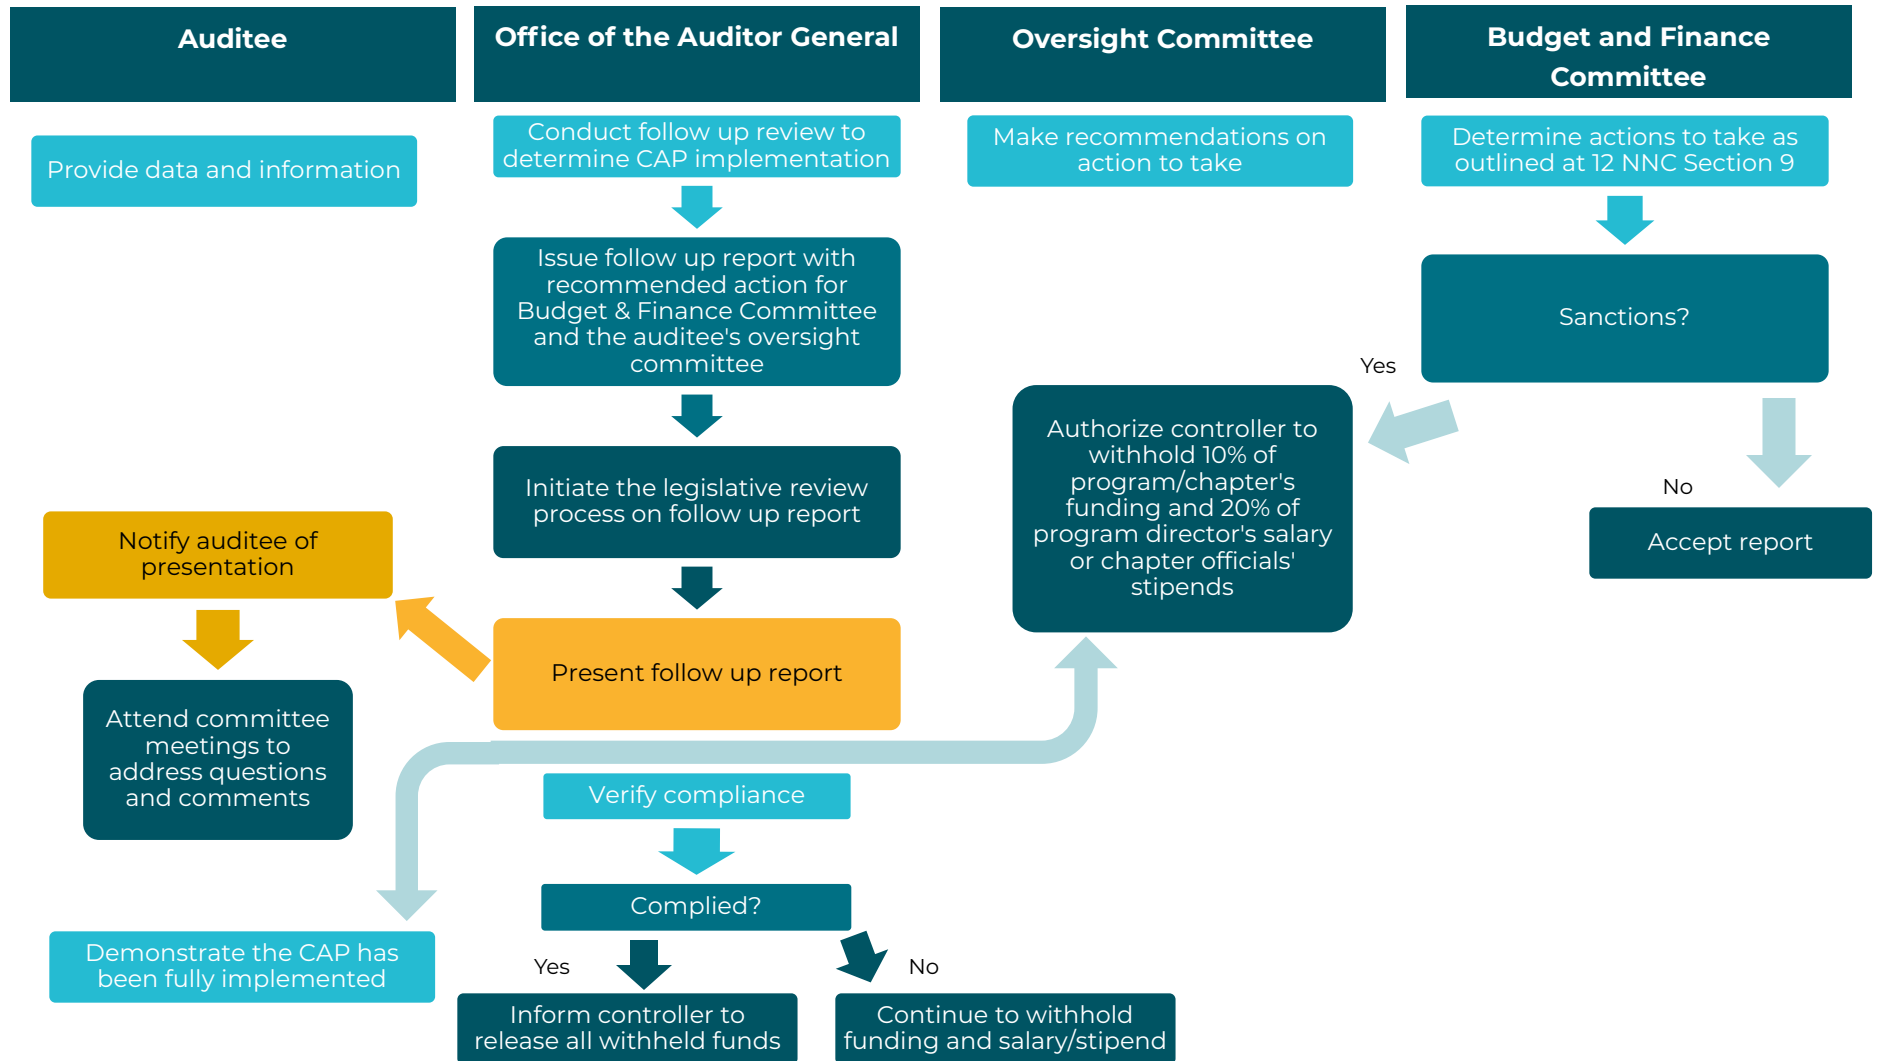 Auditee
Office of the Auditor General
Oversight Committee
Budget and Finance
Committee
Provide data and information
Conduct follow up review to
determine CAP implementation
Make recommendations on
action to take
Determine actions to take as
outlined at 12 NNC Section 9
Issue follow up report with
recommended action for
Budget & Finance Committee
and the auditee's oversight
committee
Sanctions?
Yes
Authorize controller to
withhold 10% of
program/chapter's
funding and 20% of
program director's salary
or chapter officials'
stipends
No
Accept report
Initiate the legislative review
process on follow up report
Notify auditee of
presentation
Present follow up report
Attend committee
meetings to
address questions
and comments
Verify compliance
Complied?
Demonstrate the CAP has
been fully implemented
Yes
No
Inform controller to
release all withheld funds
Continue to withhold
funding and salary/stipend